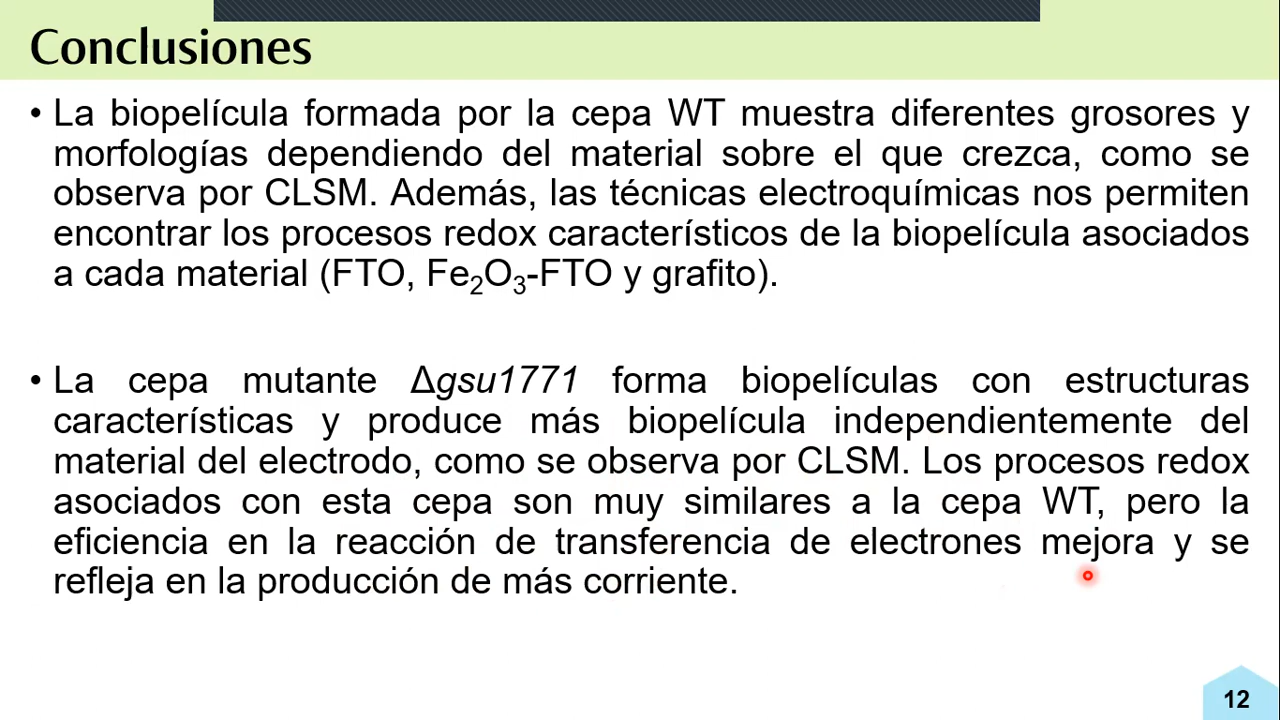 Conclusiones
• La biopelícula formada por la cepa WT muestra diferentes grosores y
morfologías dependiendo del material sobre el que crezca, como se
observa por CLSM. Además, las técnicas electroquímicas nos permiten
encontrar los procesos redox característicos de la biopelícula asociados
a cada material (FTO, Fe₂O₃-FTO y grafito).
• La cepa mutante Δgsu1771 forma biopelículas con estructuras
características y produce más biopelícula independientemente del
material del electrodo, como se observa por CLSM. Los procesos redox
asociados con esta cepa son muy similares a la cepa WT, pero la
eficiencia en la reacción de transferencia de electrones mejora y se
refleja en la producción de más corriente.
12